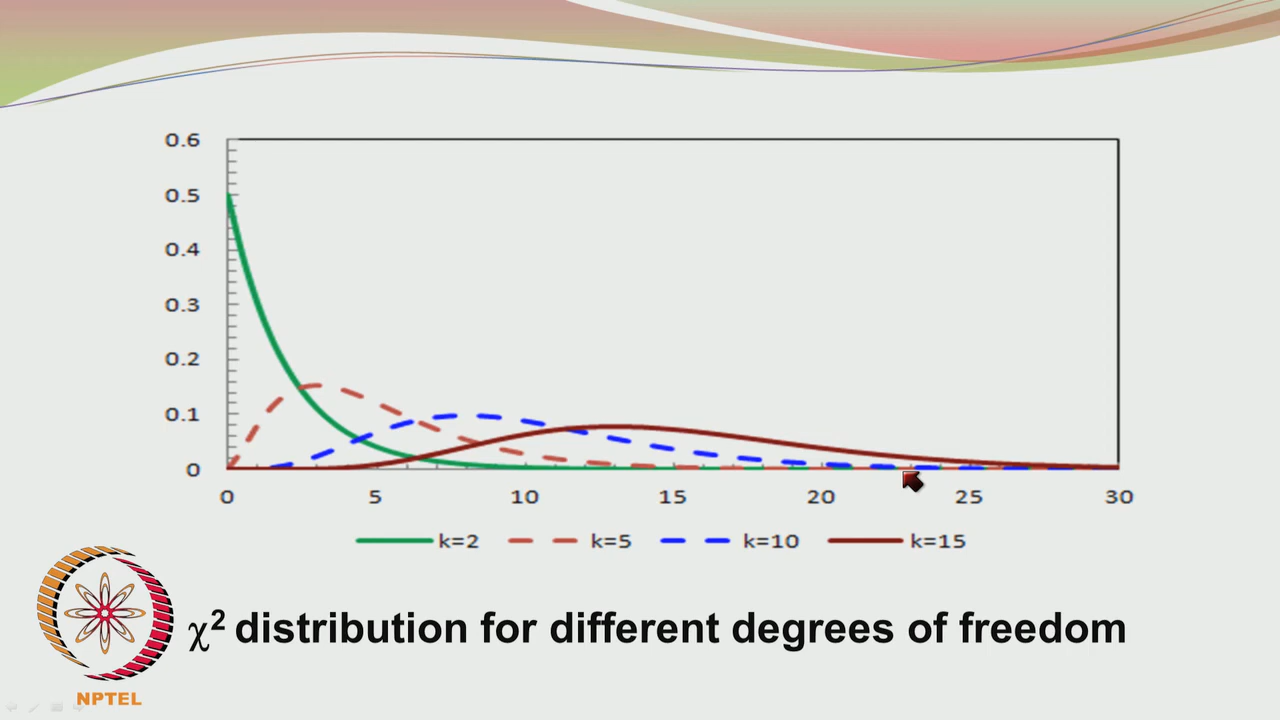 0.6
0.5
0.4
0.3
0.2
0.1
0
0 5 10 15 20 25 30
k=2 k=5 k=10 k=15
χ² distribution for different degrees of freedom
NPTEL